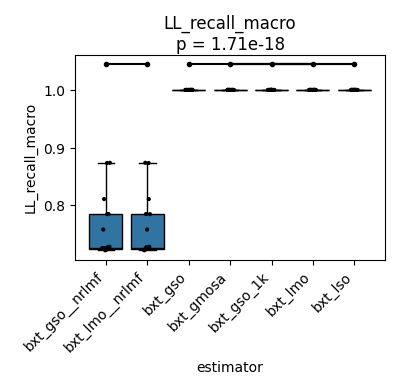 LL_recall_macro
p = 1.71e-18
LL_recall_macro
1.0
0.9
0.8
bxt_gso__nrlmf
bxt_lmo__nrlmf
bxt_gso
bxt_gmosa
bxt_gso_1k
bxt_lmo
bxt_lso
estimator